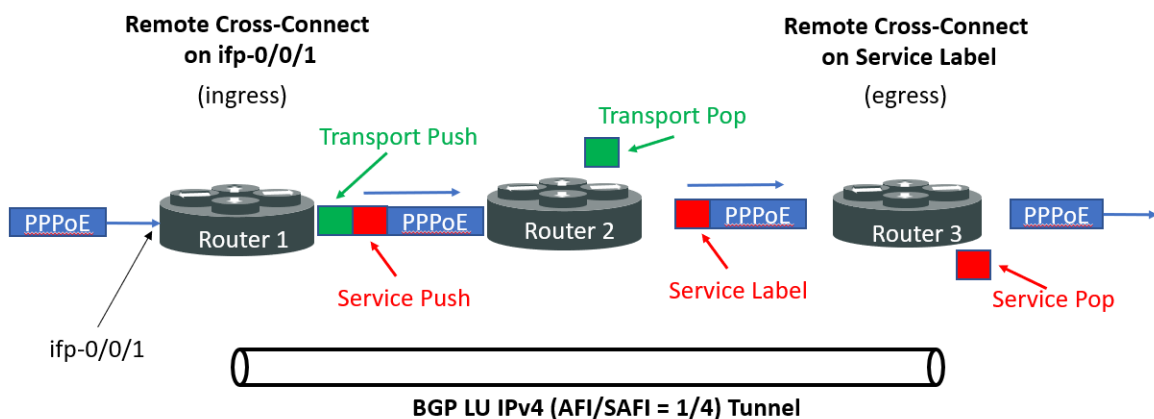 Remote Cross-Connect
on ifp-0/0/1
(ingress)
Remote Cross-Connect
on Service Label
(egress)
Transport Push
Transport Pop
PPPoE
Router 1
PPPoE
Router 2
PPPoE
Router 3
PPPoE
Service Push
Service Label
Service Pop
ifp-0/0/1
BGP LU IPv4 (AFI/SAFI = 1/4) Tunnel